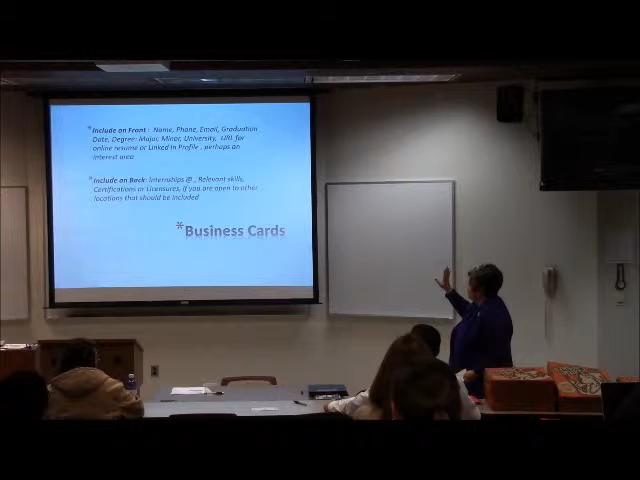 *Include on Front : Name, Phone, Email, Graduation
Date, Degree: Major, Minor, University, URL for
online resume or Linked In Profile , perhaps an
interest area
*Include on Back: Internships @ , Relevant skills,
Certifications or Licensures, if you are open to other
locations that should be included
*Business Cards